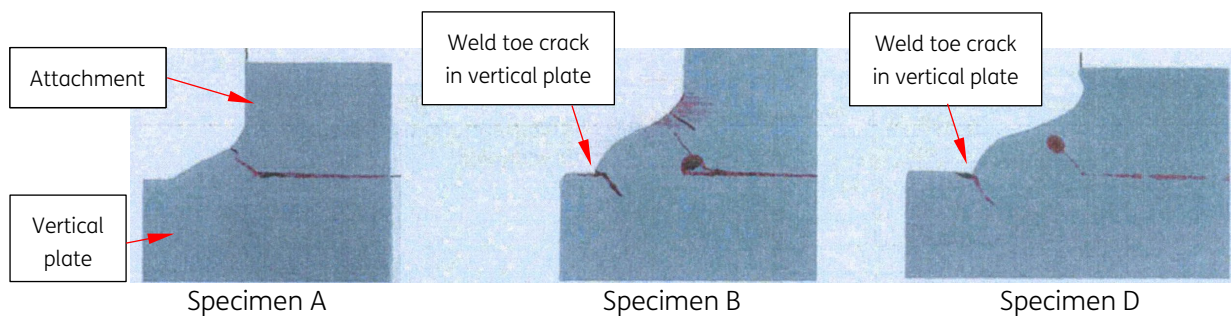 Attachment
Vertical
plate
Specimen A
Weld toe crack
in vertical plate
Specimen B
Weld toe crack
in vertical plate
Specimen D